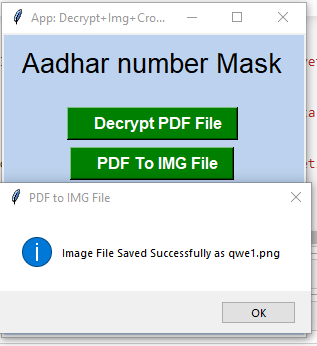 App: Decrypt+Img+Cro...
Aadhar number Mask
Decrypt PDF File
PDF To IMG File
PDF to IMG File
Image File Saved Successfully as qwe1.png
OK